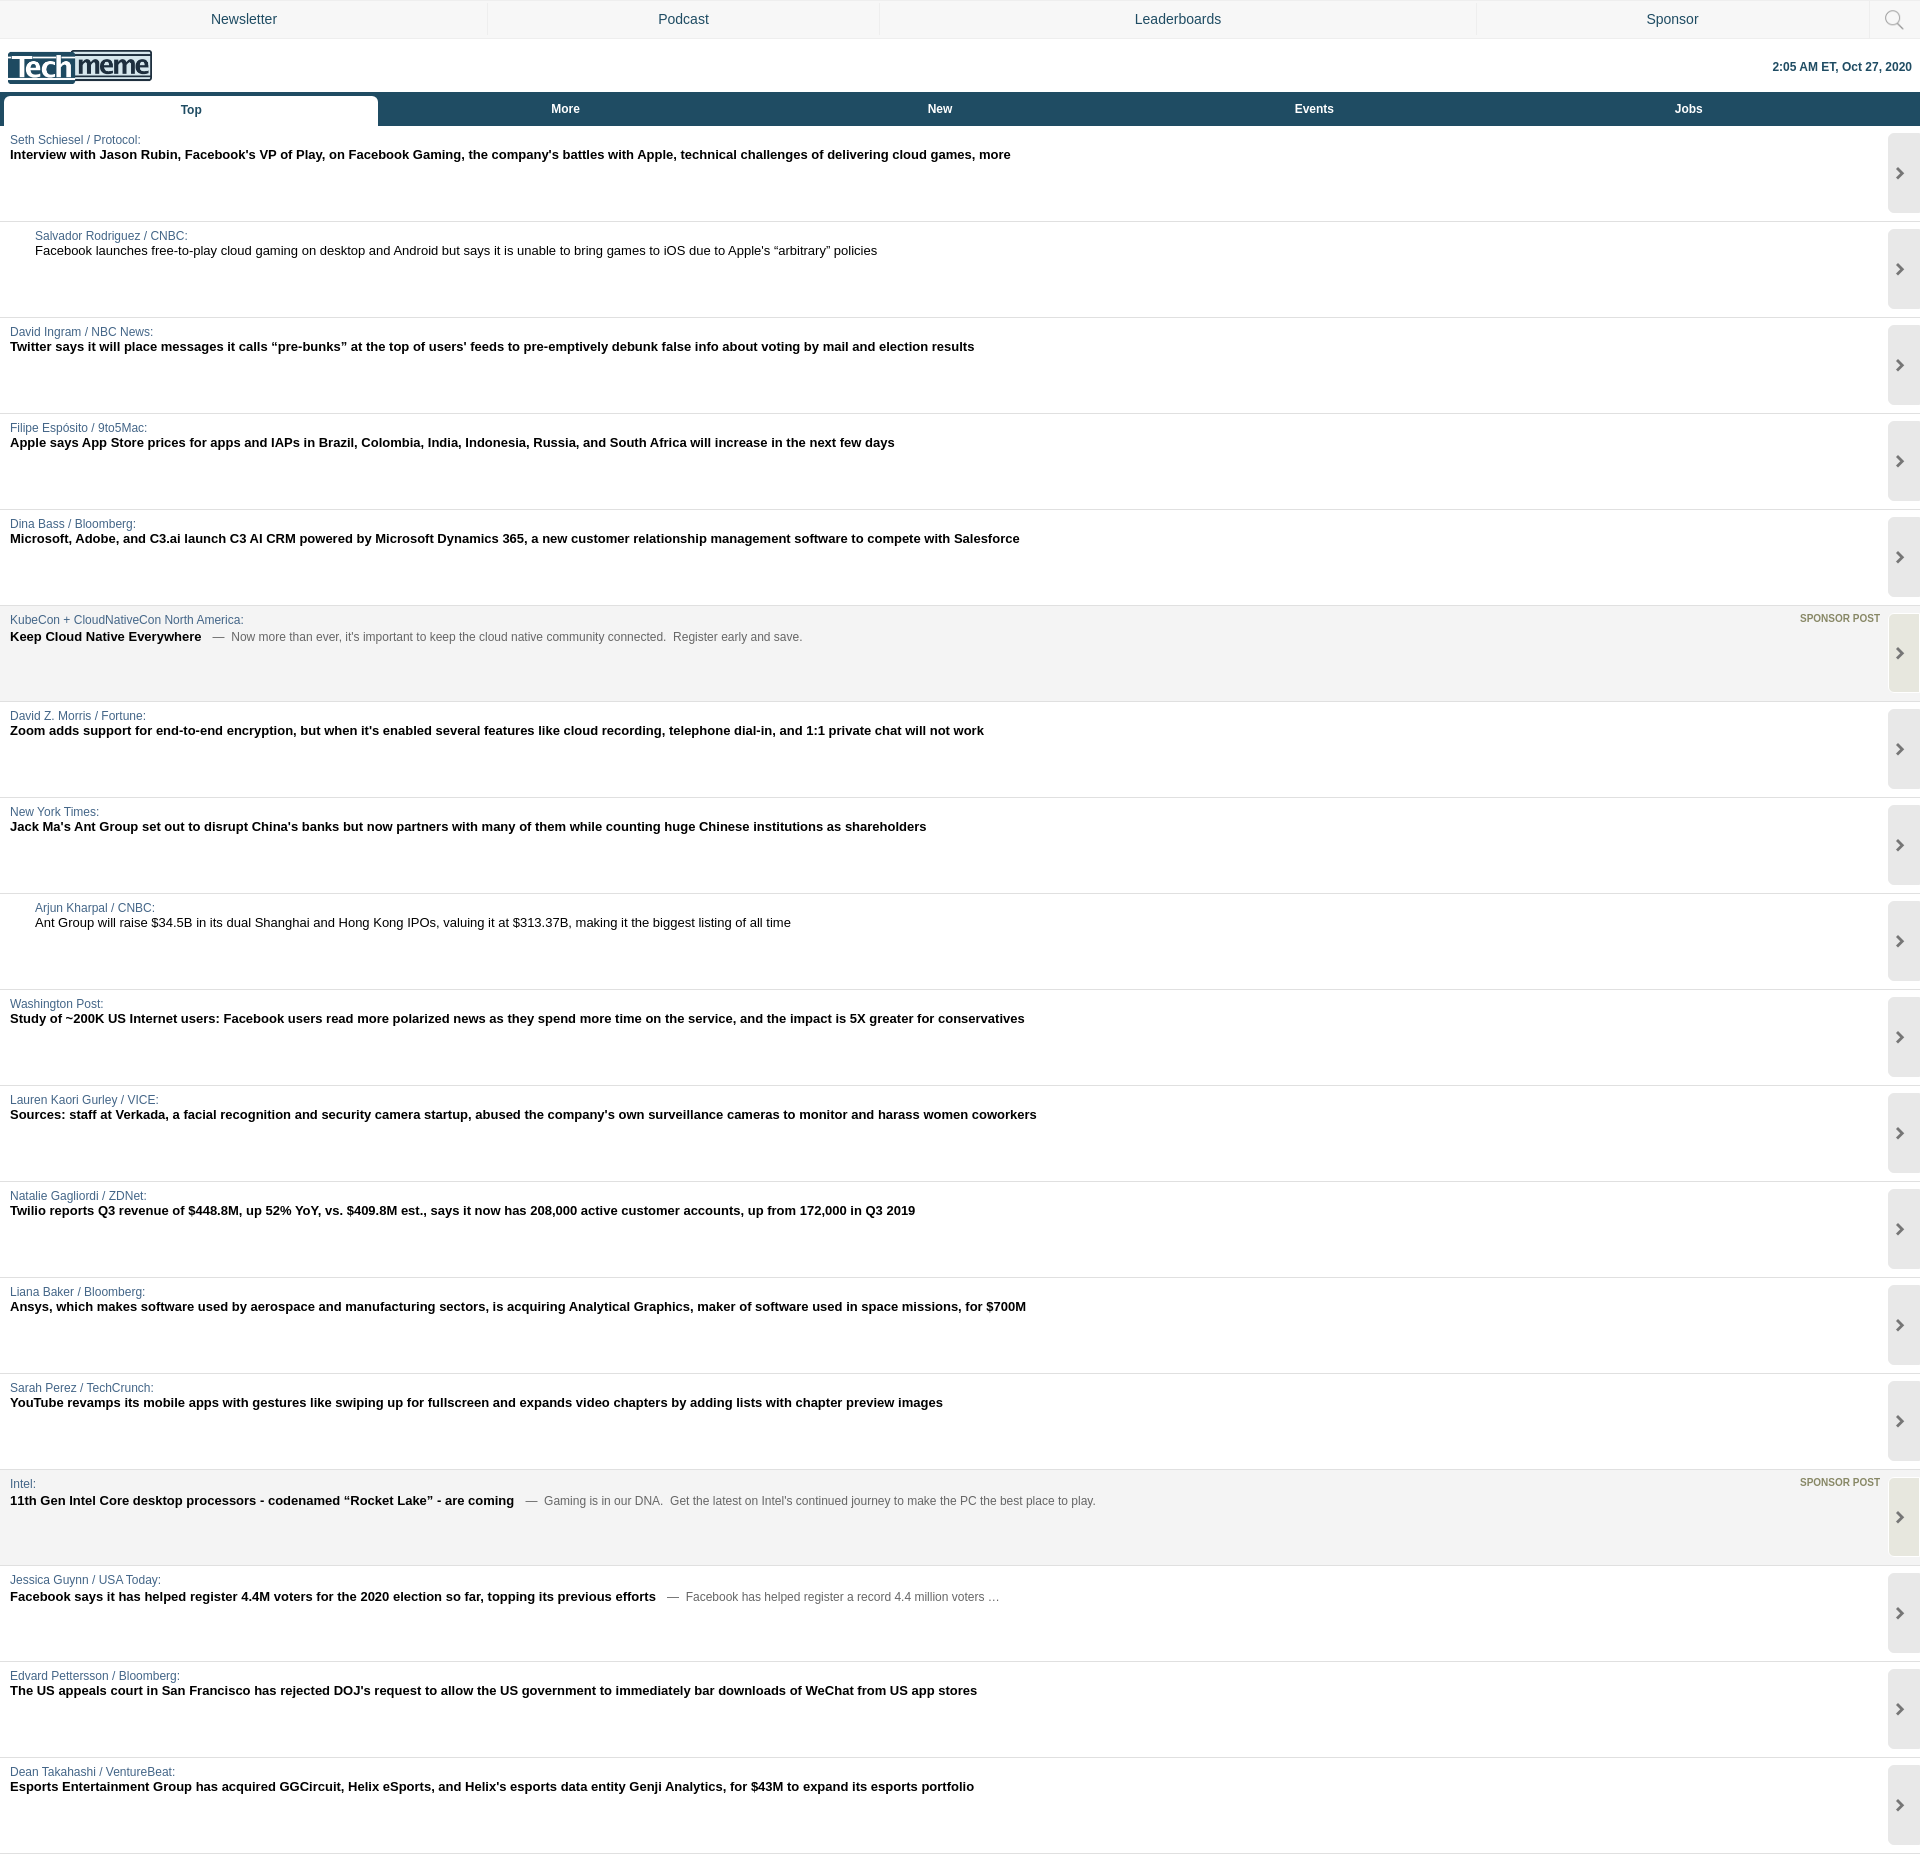 Newsletter
Podcast
Leaderboards
Sponsor
Techmeme
2:05 AM ET, Oct 27, 2020
Top
More
New
Events
Jobs
Seth Schiesel / Protocol:
Interview with Jason Rubin, Facebook's VP of Play, on Facebook Gaming, the company's battles with Apple, technical challenges of delivering cloud games, more
Salvador Rodriguez / CNBC:
Facebook launches free-to-play cloud gaming on desktop and Android but says it is unable to bring games to iOS due to Apple's “arbitrary” policies
David Ingram / NBC News:
Twitter says it will place messages it calls “pre-bunks” at the top of users' feeds to pre-emptively debunk false info about voting by mail and election results
Filipe Espósito / 9to5Mac:
Apple says App Store prices for apps and IAPs in Brazil, Colombia, India, Indonesia, Russia, and South Africa will increase in the next few days
Dina Bass / Bloomberg:
Microsoft, Adobe, and C3.ai launch C3 AI CRM powered by Microsoft Dynamics 365, a new customer relationship management software to compete with Salesforce
KubeCon + CloudNativeCon North America:
SPONSOR POST
Keep Cloud Native Everywhere — Now more than ever, it's important to keep the cloud native community connected. Register early and save.
David Z. Morris / Fortune:
Zoom adds support for end-to-end encryption, but when it's enabled several features like cloud recording, telephone dial-in, and 1:1 private chat will not work
New York Times:
Jack Ma's Ant Group set out to disrupt China's banks but now partners with many of them while counting huge Chinese institutions as shareholders
Arjun Kharpal / CNBC:
Ant Group will raise $34.5B in its dual Shanghai and Hong Kong IPOs, valuing it at $313.37B, making it the biggest listing of all time
Washington Post:
Study of ~200K US Internet users: Facebook users read more polarized news as they spend more time on the service, and the impact is 5X greater for conservatives
Lauren Kaori Gurley / VICE:
Sources: staff at Verkada, a facial recognition and security camera startup, abused the company's own surveillance cameras to monitor and harass women coworkers
Natalie Gagliordi / ZDNet:
Twilio reports Q3 revenue of $448.8M, up 52% YoY, vs. $409.8M est., says it now has 208,000 active customer accounts, up from 172,000 in Q3 2019
Liana Baker / Bloomberg:
Ansys, which makes software used by aerospace and manufacturing sectors, is acquiring Analytical Graphics, maker of software used in space missions, for $700M
Sarah Perez / TechCrunch:
YouTube revamps its mobile apps with gestures like swiping up for fullscreen and expands video chapters by adding lists with chapter preview images
Intel:
SPONSOR POST
11th Gen Intel Core desktop processors - codenamed “Rocket Lake” - are coming — Gaming is in our DNA. Get the latest on Intel's continued journey to make the PC the best place to play.
Jessica Guynn / USA Today:
Facebook says it has helped register 4.4M voters for the 2020 election so far, topping its previous efforts — Facebook has helped register a record 4.4 million voters …
Edvard Pettersson / Bloomberg:
The US appeals court in San Francisco has rejected DOJ's request to allow the US government to immediately bar downloads of WeChat from US app stores
Dean Takahashi / VentureBeat:
Esports Entertainment Group has acquired GGCircuit, Helix eSports, and Helix's esports data entity Genji Analytics, for $43M to expand its esports portfolio